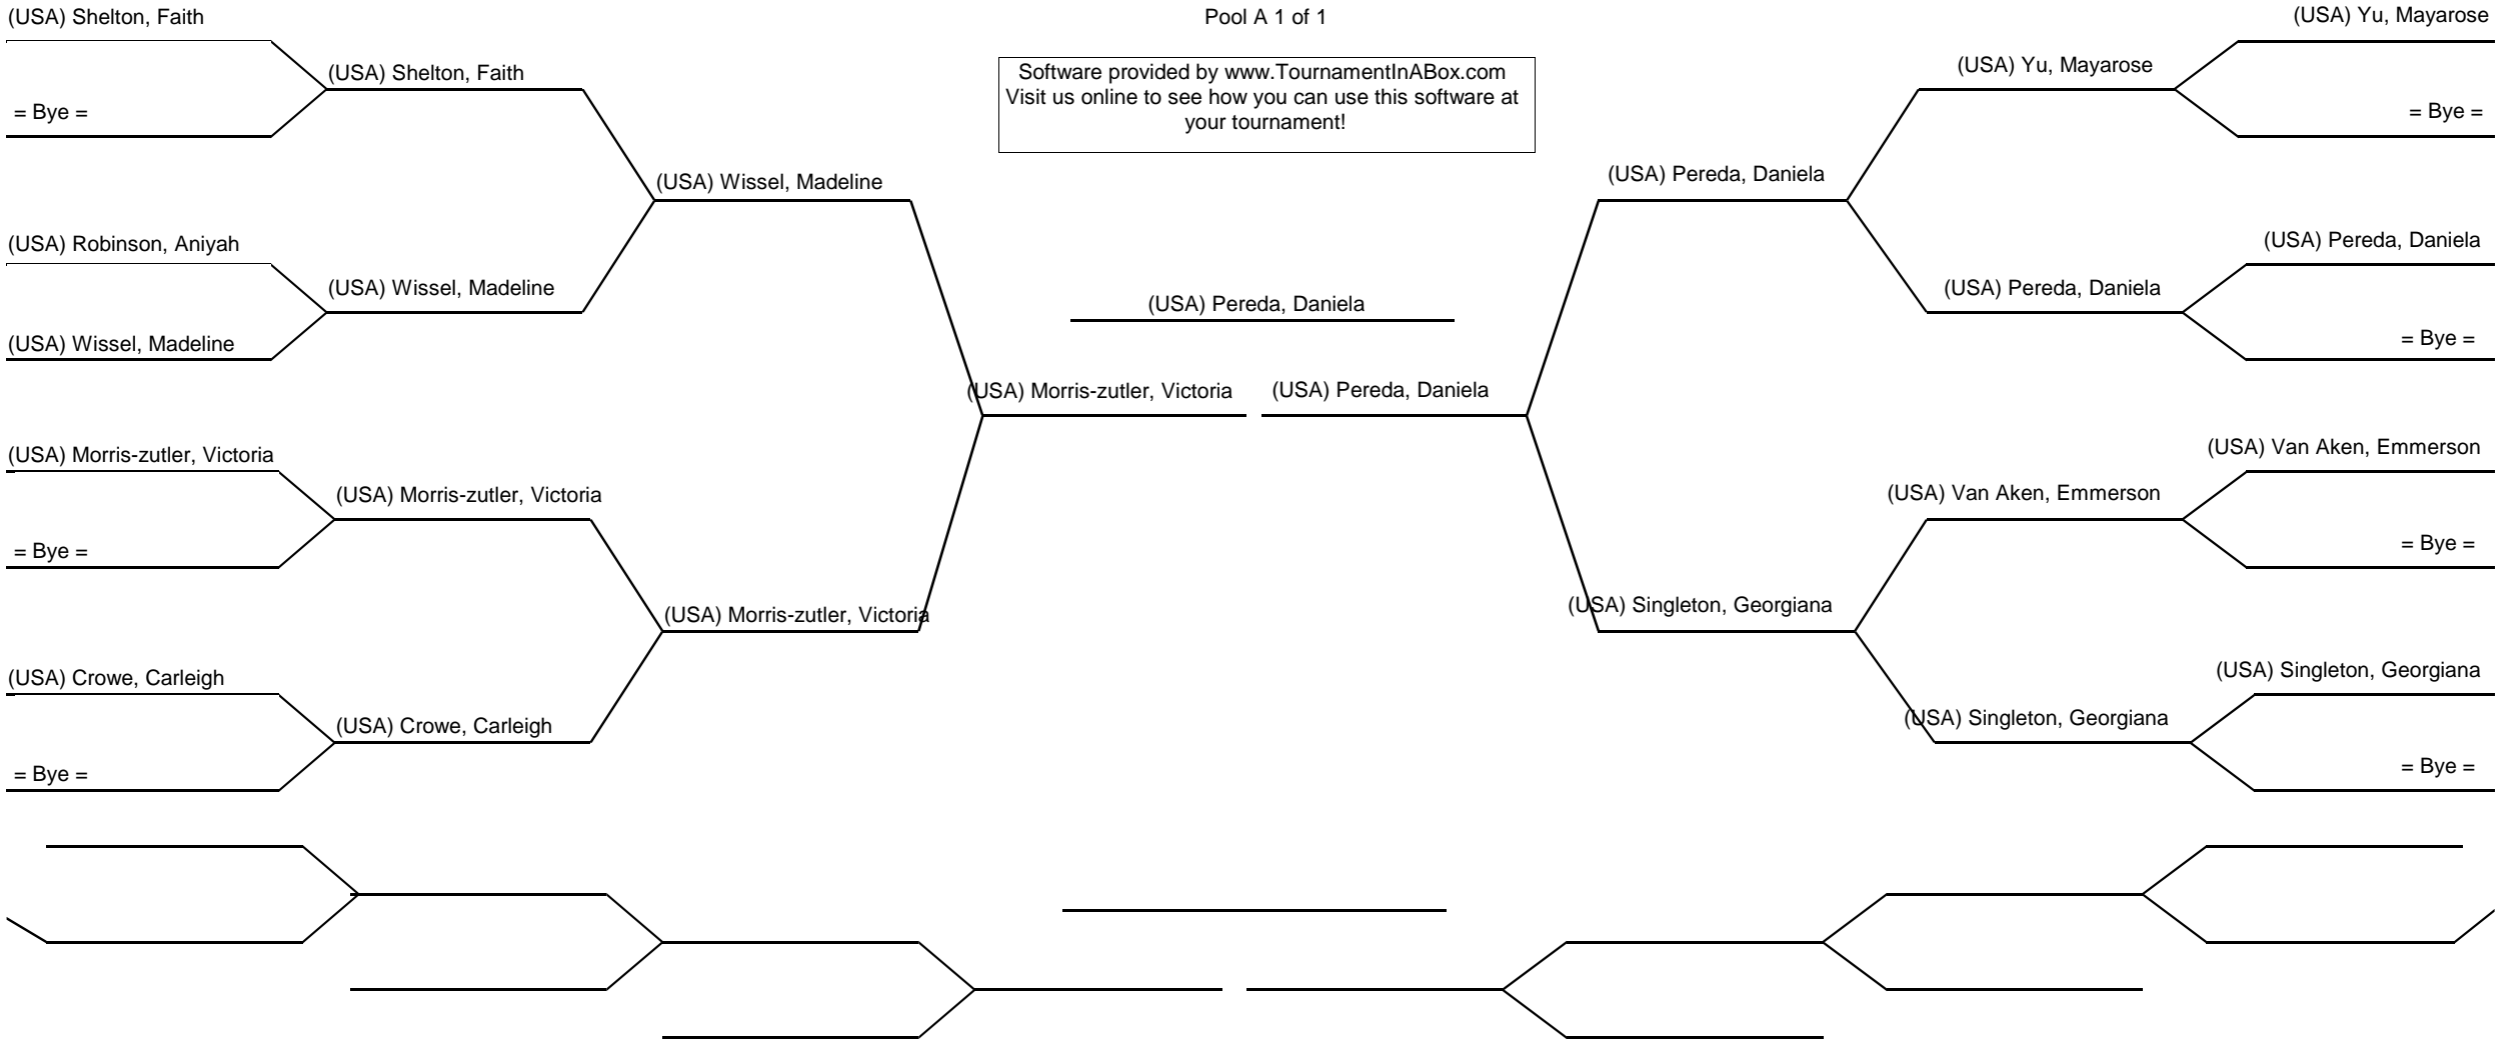 Pool A 1 of 1
Software provided by www.TournamentInABox.com
Visit us online to see how you can use this software at
your tournament!
(USA) Shelton, Faith
= Bye =
(USA) Robinson, Aniyah
(USA) Wissel, Madeline
(USA) Morris-zutler, Victoria
= Bye =
(USA) Crowe, Carleigh
= Bye =
(USA) Shelton, Faith
(USA) Wissel, Madeline
(USA) Morris-zutler, Victoria
(USA) Crowe, Carleigh
(USA) Wissel, Madeline
(USA) Morris-zutler, Victoria
(USA) Morris-zutler, Victoria
(USA) Pereda, Daniela
(USA) Pereda, Daniela
(USA) Pereda, Daniela
(USA) Singleton, Georgiana
(USA) Yu, Mayarose
(USA) Pereda, Daniela
(USA) Van Aken, Emmerson
(USA) Singleton, Georgiana
(USA) Yu, Mayarose
= Bye =
(USA) Pereda, Daniela
= Bye =
(USA) Van Aken, Emmerson
= Bye =
(USA) Singleton, Georgiana
= Bye =